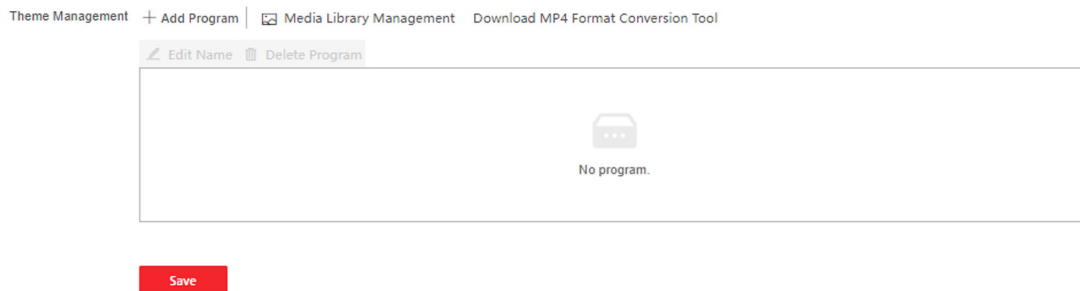 Theme Management + Add Program Media Library Management Download MP4 Format Conversion Tool
Edit Name Delete Program
No program.
Save